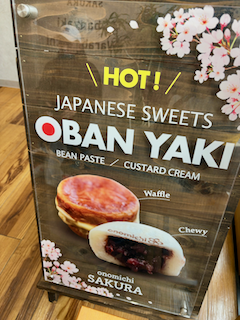 HOT!
JAPANESE SWEETS
OBAN YAKI
BEAN PASTE / CUSTARD CREAM
Waffle
Chewy
onomichi
SAKURA